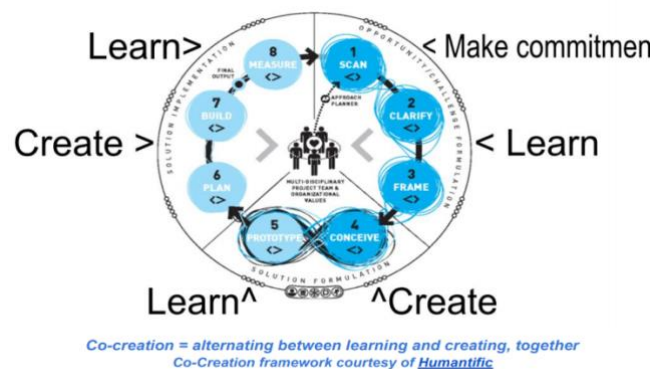 Learn>
< Make commitmen
Create >
< Learn
Learn^
^Create
SOLUTION IMPLEMENTATION
OPPORTUNITY/CHALLENGE FORMULATION
SOLUTION FORMULATION
1
SCAN
<>
2
CLARIFY
<>
3
FRAME
<>
4
CONCEIVE
<>
5
PROTOTYPE
<>
6
PLAN
<>
7
BUILD
<>
8
MEASURE
<>
FINAL
OUTPUT
APPROACH
PLANNER
MULTI-DISCIPLINARY
PROJECT TEAM &
ORGANIZATIONAL
VALUES
Co-creation = alternating between learning and creating, together
Co-Creation framework courtesy of Humantific